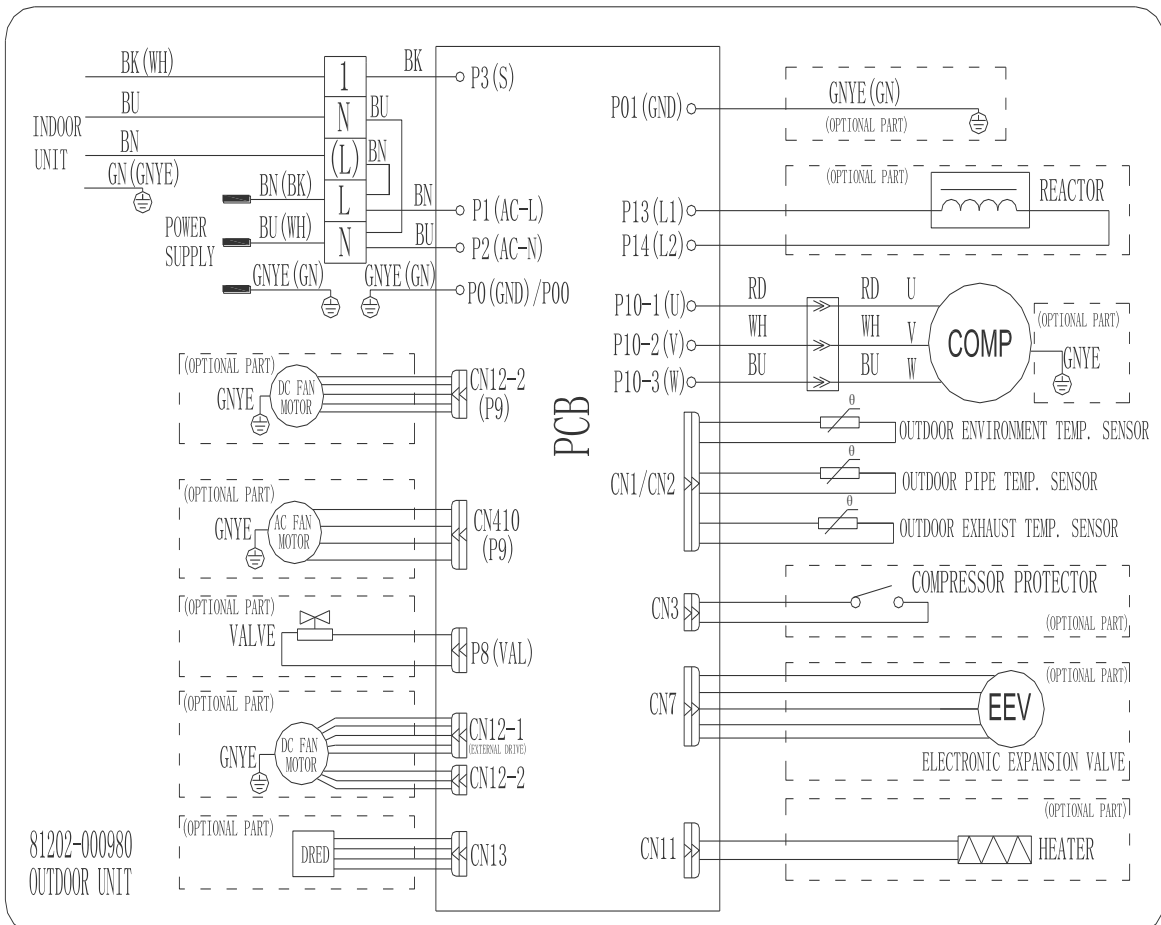 BK(WH)
BU
INDOOR
UNIT
BN
GN(GNYE)
1
N
(L)
L
N
BK
BU
BN
BN
BU
POWER
SUPPLY
BN(BK)
BU(WH)
GNYE(GN)
GNYE(GN)
P3(S)
P1(AC-L)
P2(AC-N)
P0(GND)/P00
(OPTIONAL PART)
GNYE
DC FAN
MOTOR
CN12-2
(P9)
(OPTIONAL PART)
GNYE
AC FAN
MOTOR
CN410
(P9)
(OPTIONAL PART)
VALVE
P8(VAL)
(OPTIONAL PART)
GNYE
DC FAN
MOTOR
CN12-1
(EXTERNAL DRIVE)
CN12-2
(OPTIONAL PART)
DRED
CN13
81202-000980
OUTDOOR UNIT
PCB
P01(GND)
GNYE(GN)
(OPTIONAL PART)
(OPTIONAL PART)
REACTOR
P13(L1)
P14(L2)
P10-1(U)
RD
RD
U
P10-2(V)
WH
WH
V
P10-3(W)
BU
BU
W
COMP
(OPTIONAL PART)
GNYE
CN1/CN2
θ
OUTDOOR ENVIRONMENT TEMP. SENSOR
θ
OUTDOOR PIPE TEMP. SENSOR
θ
OUTDOOR EXHAUST TEMP. SENSOR
CN3
COMPRESSOR PROTECTOR
(OPTIONAL PART)
CN7
(OPTIONAL PART)
EEV
ELECTRONIC EXPANSION VALVE
CN11
(OPTIONAL PART)
HEATER